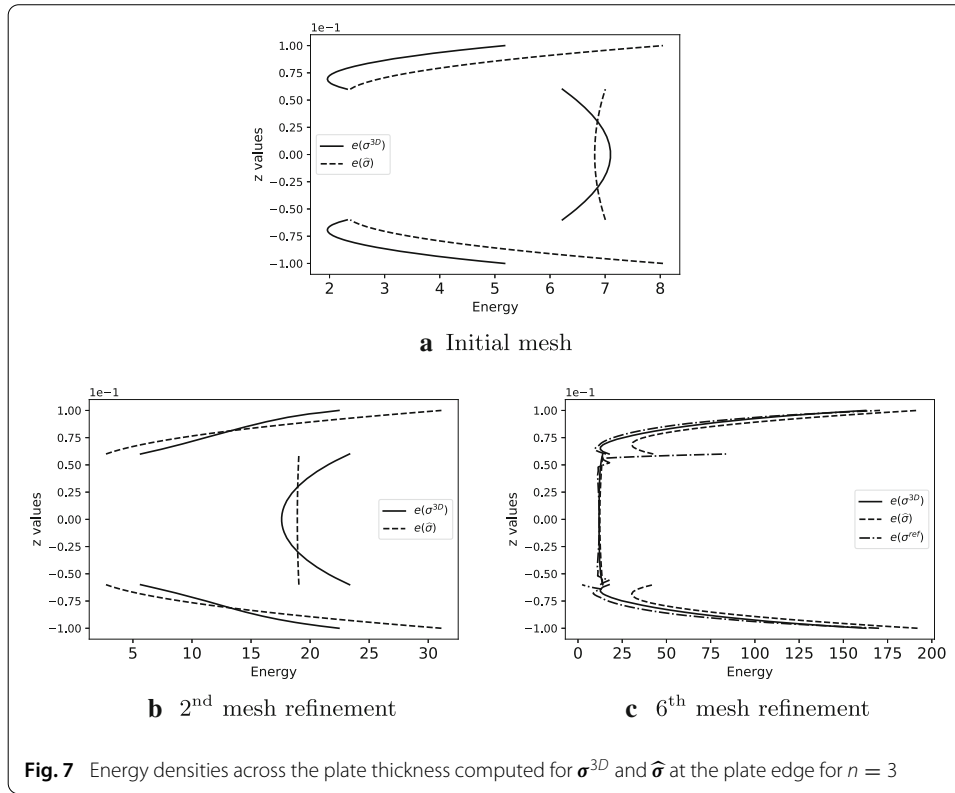 1e−1
1.00
0.75
0.50
0.25
0.00
−0.25
−0.50
−0.75
−1.00
z values
e(σ³ᴰ)
e(σ̂)
2 3 4 5 6 7 8
Energy
a Initial mesh
1e−1
1.00
0.75
0.50
0.25
0.00
−0.25
−0.50
−0.75
−1.00
z values
e(σ³ᴰ)
e(σ̂)
5 10 15 20 25 30
Energy
b 2ⁿᵈ mesh refinement
1e−1
1.00
0.75
0.50
0.25
0.00
−0.25
−0.50
−0.75
−1.00
z values
e(σ³ᴰ)
e(σ̂)
e(σʳᵉᶠ)
0 25 50 75 100 125 150 175 200
Energy
c 6ᵗʰ mesh refinement
Fig. 7 Energy densities across the plate thickness computed for σ³ᴰ and σ̂ at the plate edge for n = 3